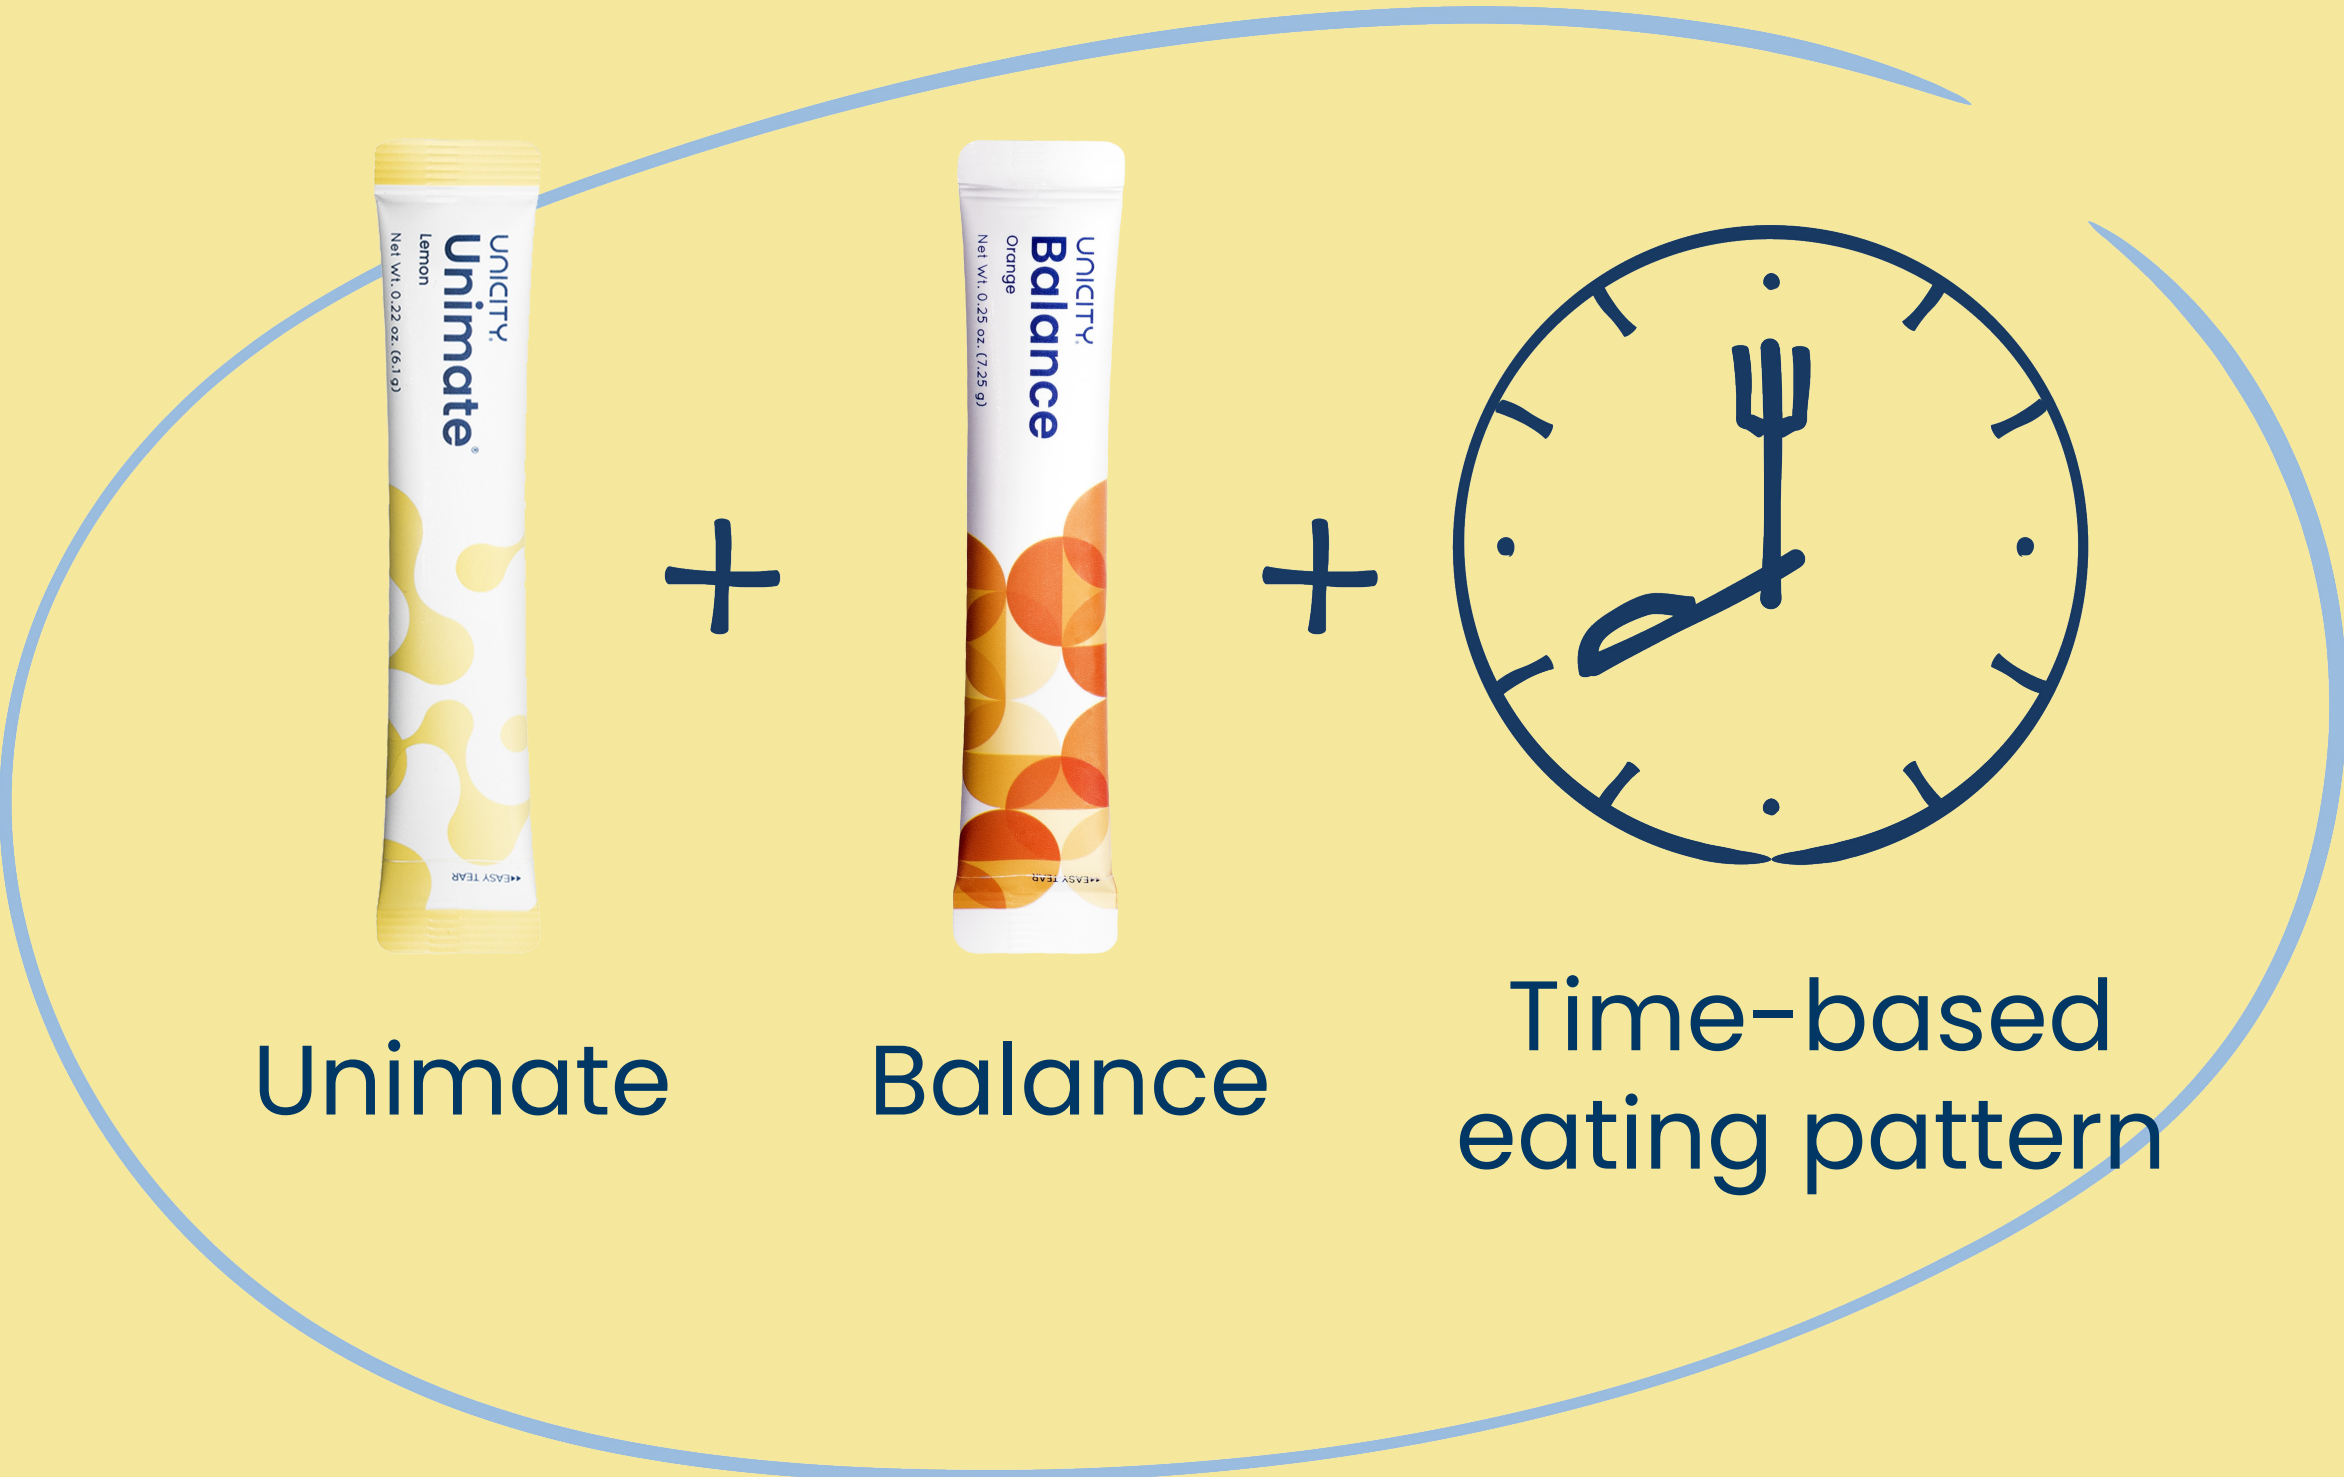 UNICITY.
Unimate®
Lemon
Net Wt. 0.22 oz. (6.1 g)
EASY TEAR
UNICITY.
Balance
Orange
Net Wt. 0.25 oz. (7.25 g)
EASY TEAR
+
+
Unimate
Balance
Time-based
eating pattern